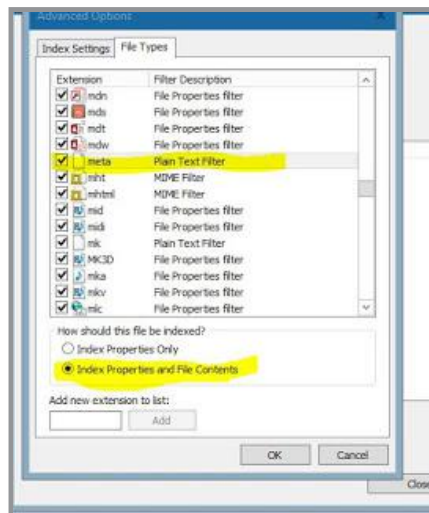 Advanced Options
X
Index Settings File Types
Extension Filter Description
mdn File Properties filter
mds File Properties filter
mdt File Properties filter
mdw File Properties filter
meta Plain Text Filter
mht MIME Filter
mhtml MIME Filter
mid File Properties filter
midi File Properties filter
mk Plain Text Filter
MK3D File Properties filter
mka File Properties filter
mkv File Properties filter
mlc File Properties filter
How should this file be indexed?
Index Properties Only
Index Properties and File Contents
Add new extension to list:
Add
OK Cancel
Close